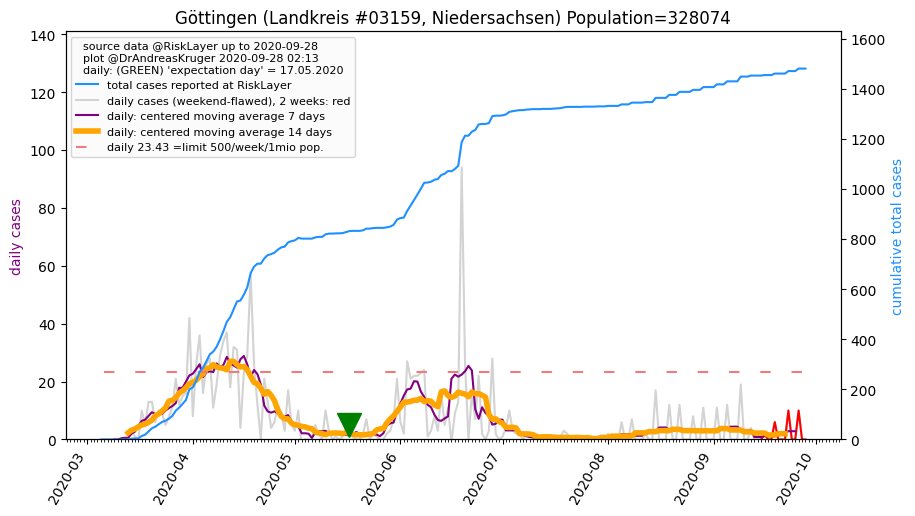 Göttingen (Landkreis #03159, Niedersachsen) Population=328074
source data @RiskLayer up to 2020-09-28
plot @DrAndreasKruger 2020-09-28 02:13
daily: (GREEN) 'expectation day' = 17.05.2020
total cases reported at RiskLayer
daily cases (weekend-flawed), 2 weeks: red
daily: centered moving average 7 days
daily: centered moving average 14 days
daily 23.43 =limit 500/week/1mio pop.
daily cases
140
120
100
80
60
40
20
0
cumulative total cases
1600
1400
1200
1000
800
600
400
200
0
2020-03
2020-04
2020-05
2020-06
2020-07
2020-08
2020-09
2020-10